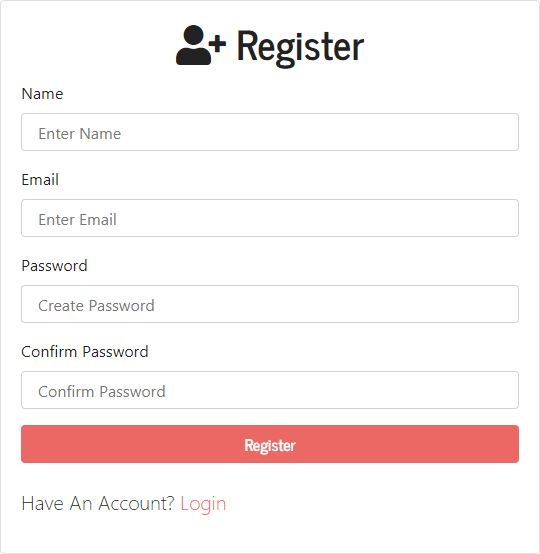 Register
Name
Enter Name
Email
Enter Email
Password
Create Password
Confirm Password
Confirm Password
Register
Have An Account? Login